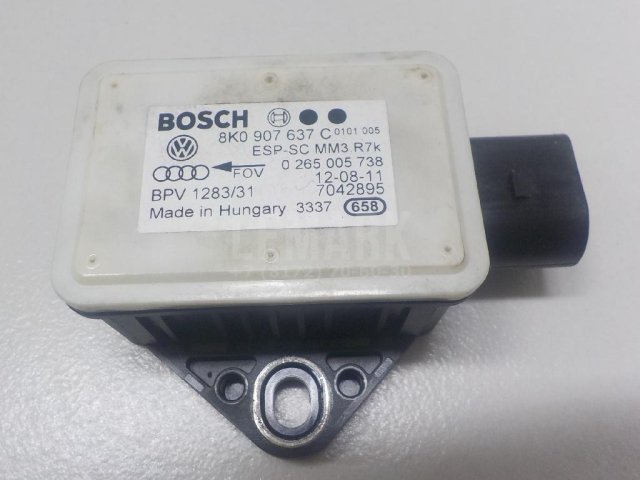 BOSCH
8K0 907 637 C 0101 005
ESP-SC MM3 R7k
FOV 0 265 005 738
12-08-11
BPV 1283/31 7042895
Made in Hungary 3337 658
LEMARK